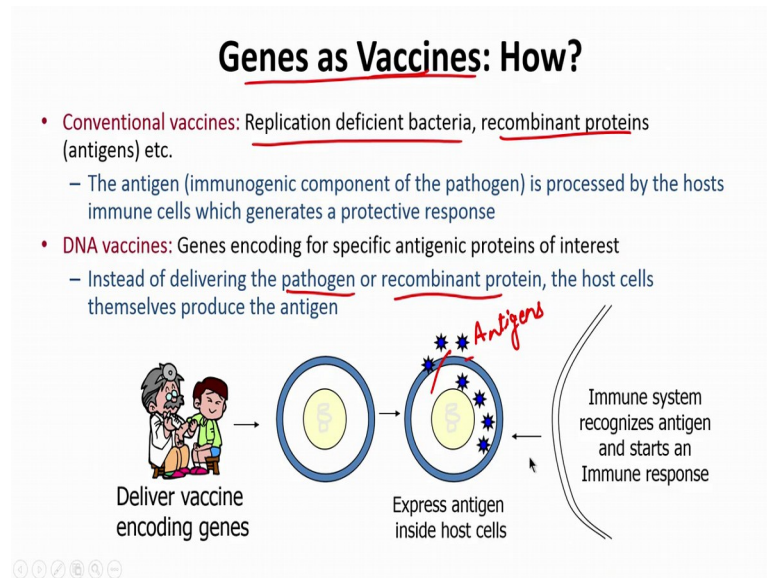 Genes as Vaccines: How?
• Conventional vaccines: Replication deficient bacteria, recombinant proteins
(antigens) etc.
– The antigen (immunogenic component of the pathogen) is processed by the hosts
immune cells which generates a protective response
• DNA vaccines: Genes encoding for specific antigenic proteins of interest
– Instead of delivering the pathogen or recombinant protein, the host cells
themselves produce the antigen
Antigens
Deliver vaccine
encoding genes
Express antigen
inside host cells
Immune system
recognizes antigen
and starts an
Immune response